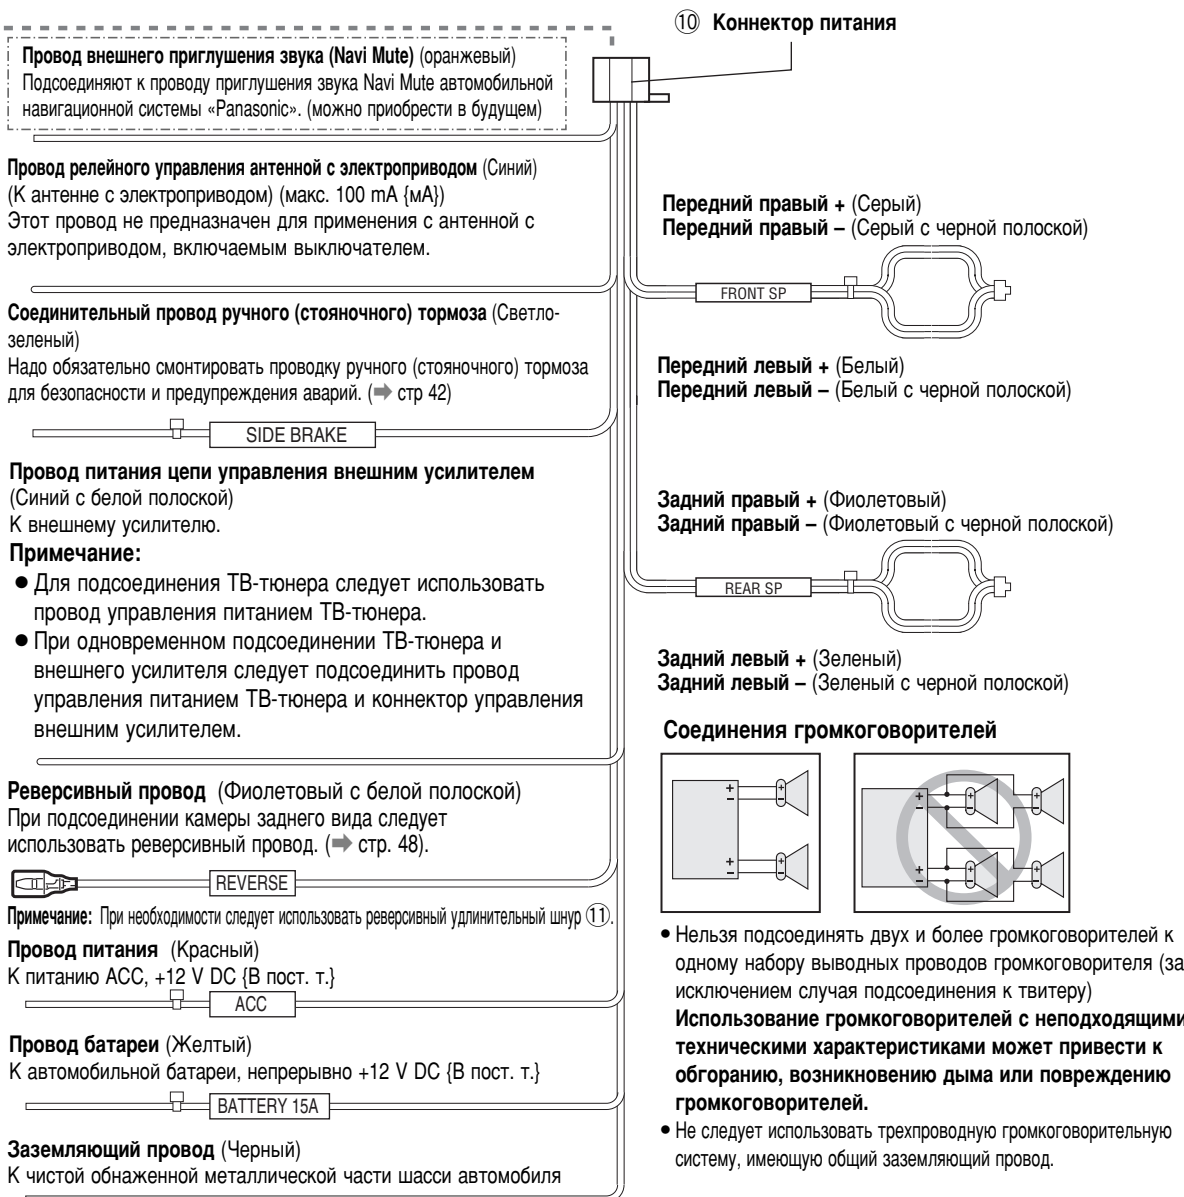 ⑩ Коннектор питания
Провод внешнего приглушения звука (Navi Mute) (оранжевый)
Подсоединяют к проводу приглушения звука Navi Mute автомобильной
навигационной системы «Panasonic». (можно приобрести в будущем)
Провод релейного управления антенной с электроприводом (Синий)
(К антенне с электроприводом) (макс. 100 mA {мА})
Этот провод не предназначен для применения с антенной с
электроприводом, включаемым выключателем.
Соединительный провод ручного (стояночного) тормоза (Светло-
зеленый)
Надо обязательно смонтировать проводку ручного (стояночного) тормоза
для безопасности и предупреждения аварий. (➡ стр 42)
SIDE BRAKE
Провод питания цепи управления внешним усилителем
(Синий с белой полоской)
К внешнему усилителю.
Примечание:
● Для подсоединения ТВ-тюнера следует использовать
провод управления питанием ТВ-тюнера.
● При одновременном подсоединении ТВ-тюнера и
внешнего усилителя следует подсоединить провод
управления питанием ТВ-тюнера и коннектор управления
внешним усилителем.
Реверсивный провод (Фиолетовый с белой полоской)
При подсоединении камеры заднего вида следует
использовать реверсивный провод. (➡ стр. 48).
REVERSE
Примечание: При необходимости следует использовать реверсивный удлинительный шнур ⑪.
Провод питания (Красный)
К питанию ACC, +12 V DC {В пост. т.}
ACC
Провод батареи (Желтый)
К автомобильной батареи, непрерывно +12 V DC {В пост. т.}
BATTERY 15A
Заземляющий провод (Черный)
К чистой обнаженной металлической части шасси автомобиля
Передний правый + (Серый)
Передний правый – (Серый с черной полоской)
FRONT SP
Передний левый + (Белый)
Передний левый – (Белый с черной полоской)
Задний правый + (Фиолетовый)
Задний правый – (Фиолетовый с черной полоской)
REAR SP
Задний левый + (Зеленый)
Задний левый – (Зеленый с черной полоской)
Соединения громкоговорителей
● Нельзя подсоединять двух и более громкоговорителей к
одному набору выводных проводов громкоговорителя (за
исключением случая подсоединения к твитеру)
Использование громкоговорителей с неподходящими
техническими характеристиками может привести к
обгоранию, возникновению дыма или повреждению
громкоговорителей.
● Не следует использовать трехпроводную громкоговорительную
систему, имеющую общий заземляющий провод.